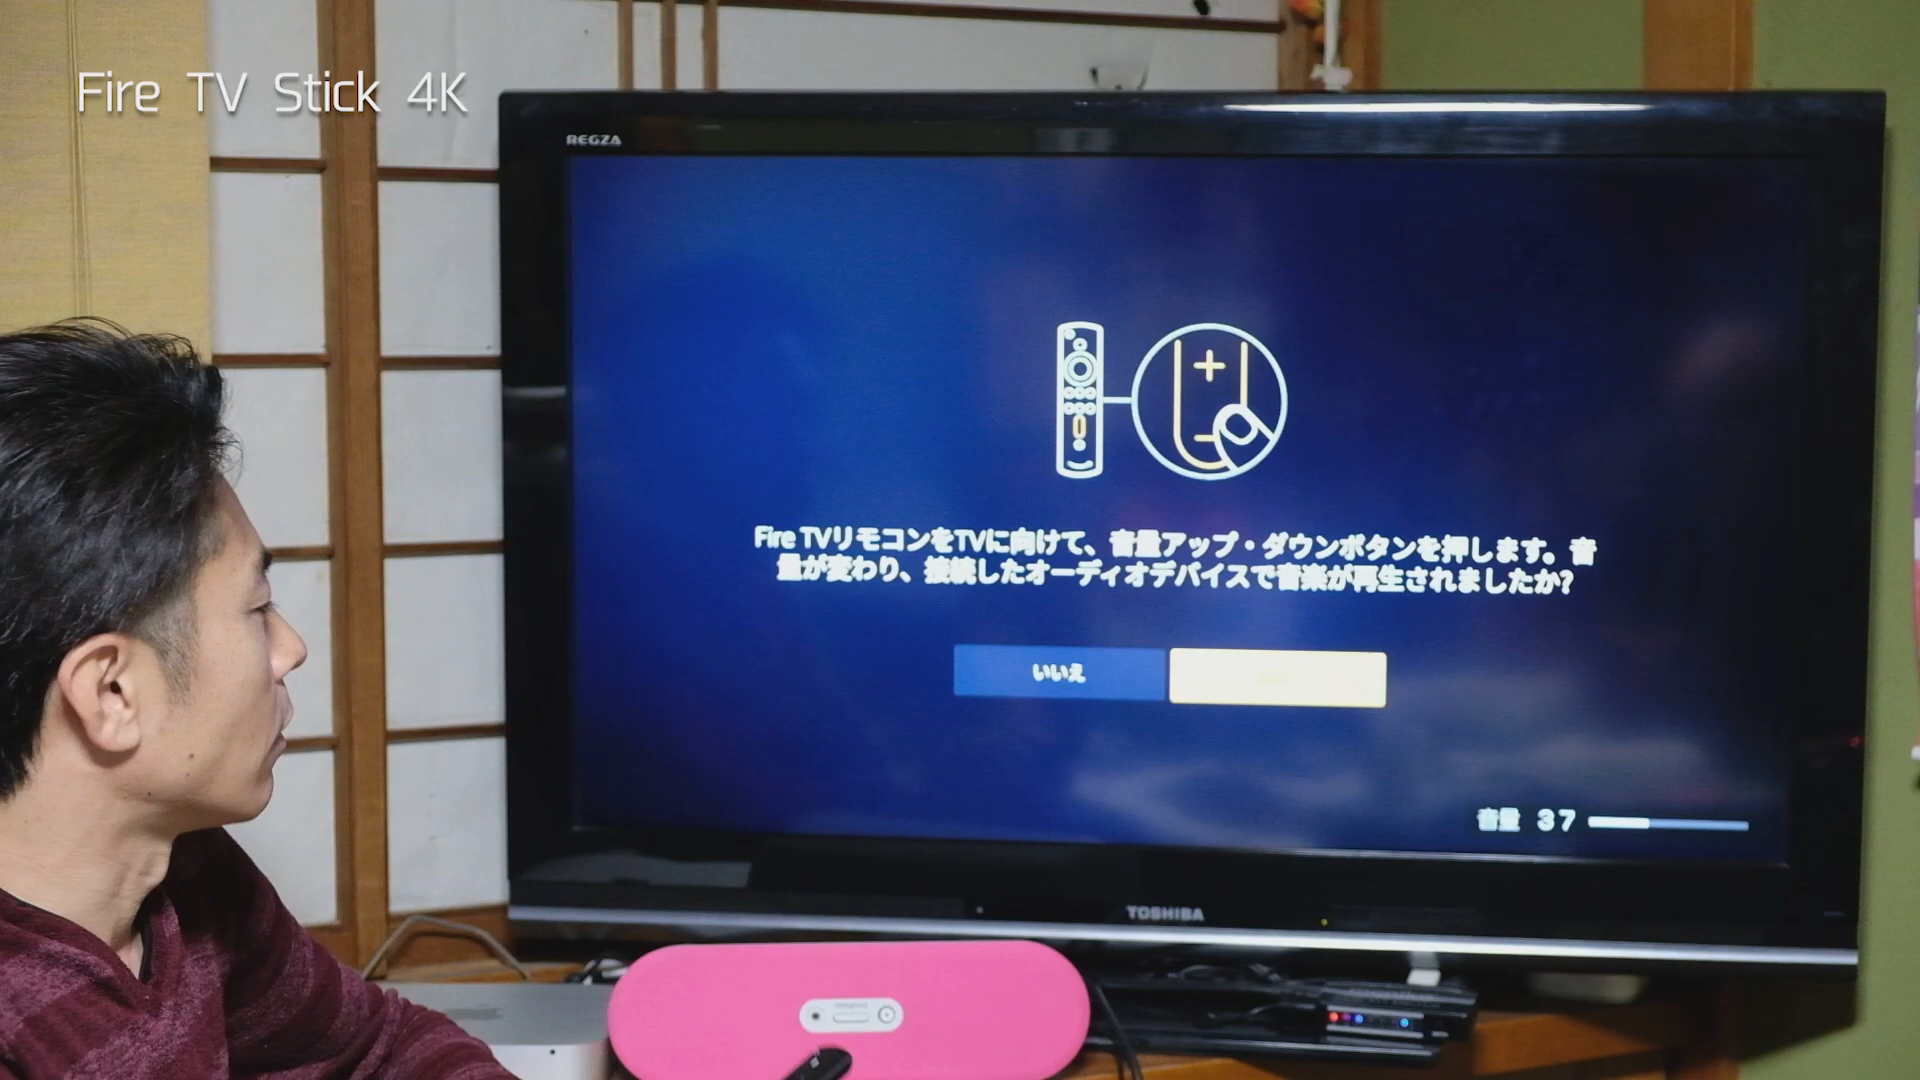 Fire TV Stick 4K
REGZA
Fire TVリモコンをTVに向けて、音量アップ・ダウンボタンを押します。音
量が変わり、接続したオーディオデバイスで音楽が再生されましたか?
いいえ
音量 37
TOSHIBA